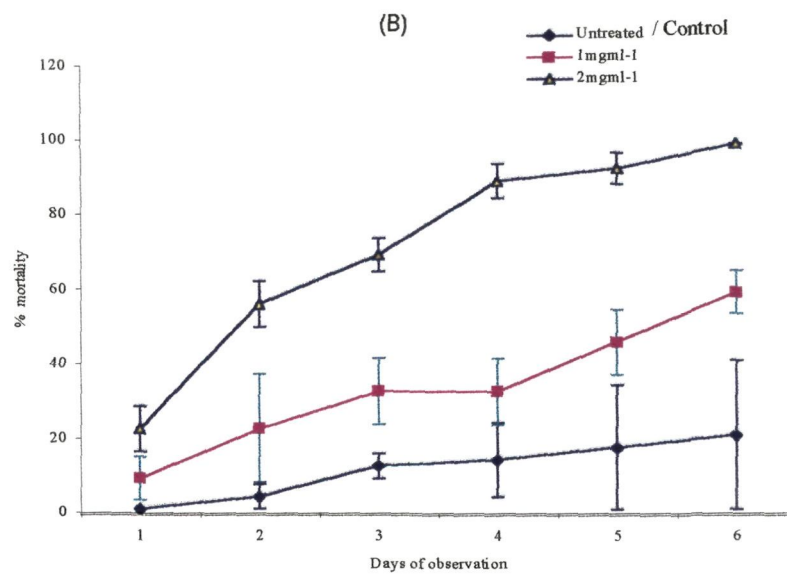 (B)
Untreated / Control
1mgml-1
2mgml-1
120
100
80
60
40
20
0
% mortality
1 2 3 4 5 6
Days of observation